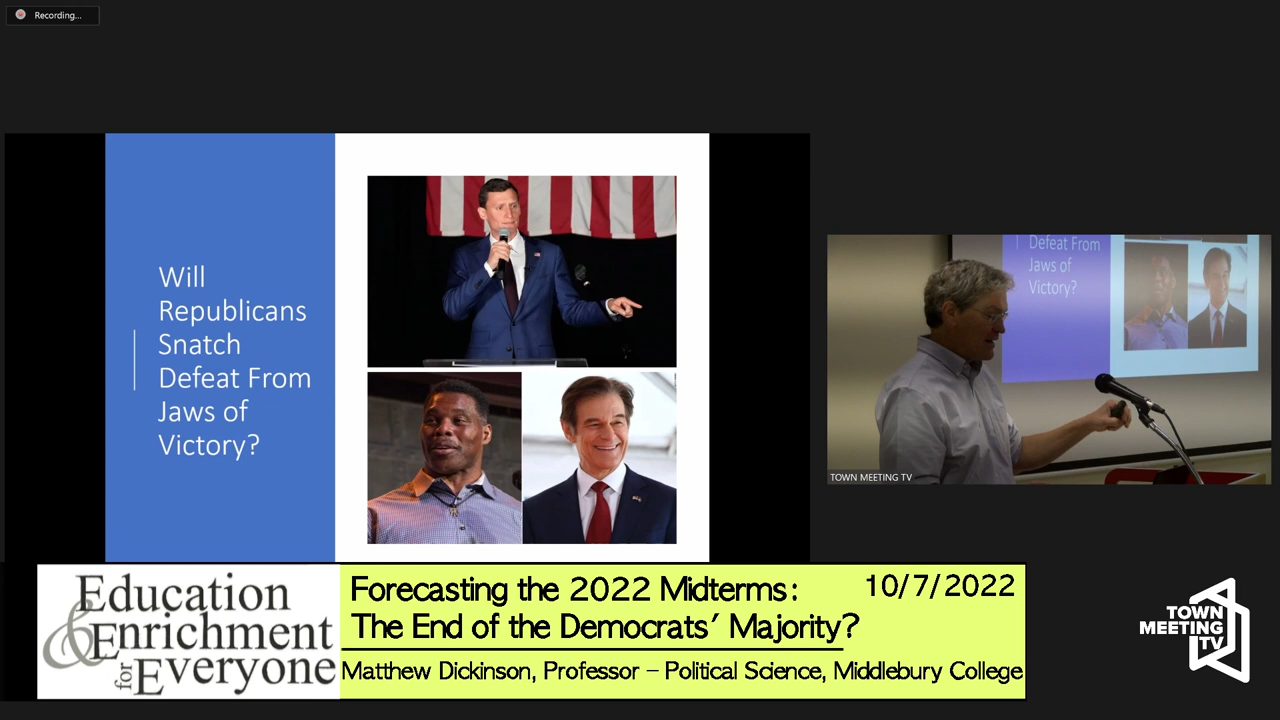 Recording...
Will
Republicans
Snatch
Defeat From
Jaws of
Victory?
Defeat From
Jaws of
Victory?
TOWN MEETING TV
Education
& Enrichment
for Everyone
Forecasting the 2022 Midterms: 10/7/2022
The End of the Democrats' Majority?
Matthew Dickinson, Professor – Political Science, Middlebury College
TOWN
MEETING
TV